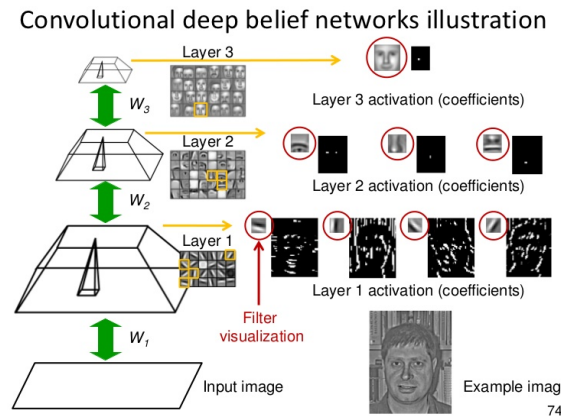 Convolutional deep belief networks illustration
Layer 3
W3
Layer 3 activation (coefficients)
Layer 2
W2
Layer 2 activation (coefficients)
Layer 1
Layer 1 activation (coefficients)
Filter
visualization
W1
Input image
Example imag
74